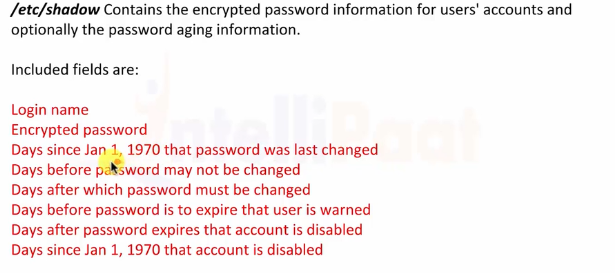 /etc/shadow Contains the encrypted password information for users' accounts and
optionally the password aging information.
Included fields are:
Login name
Encrypted password
Days since Jan 1, 1970 that password was last changed
Days before password may not be changed
Days after which password must be changed
Days before password is to expire that user is warned
Days after password expires that account is disabled
Days since Jan 1, 1970 that account is disabled
IntelliPaat